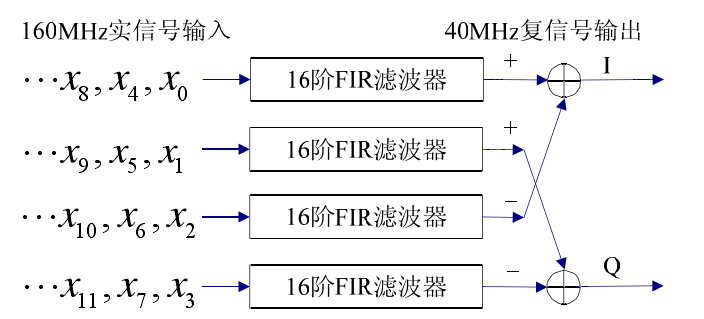 160MHz实信号输入
40MHz复信号输出
⋯x₈, x₄, x₀
16阶FIR滤波器
+
I
⋯x₉, x₅, x₁
16阶FIR滤波器
+
⋯x₁₀, x₆, x₂
16阶FIR滤波器
−
⋯x₁₁, x₇, x₃
16阶FIR滤波器
−
Q